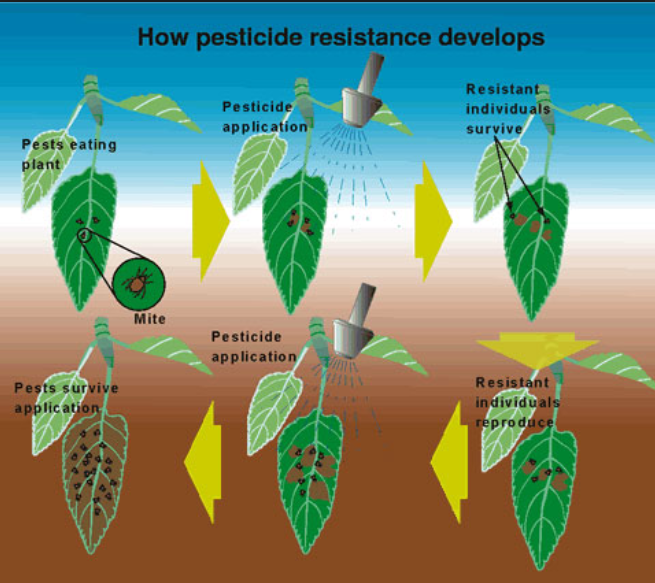 How pesticide resistance develops
Pests eating
plant
Mite
Pesticide
application
Resistant
individuals
survive
Resistant
individuals
reproduce
Pesticide
application
Pests survive
application